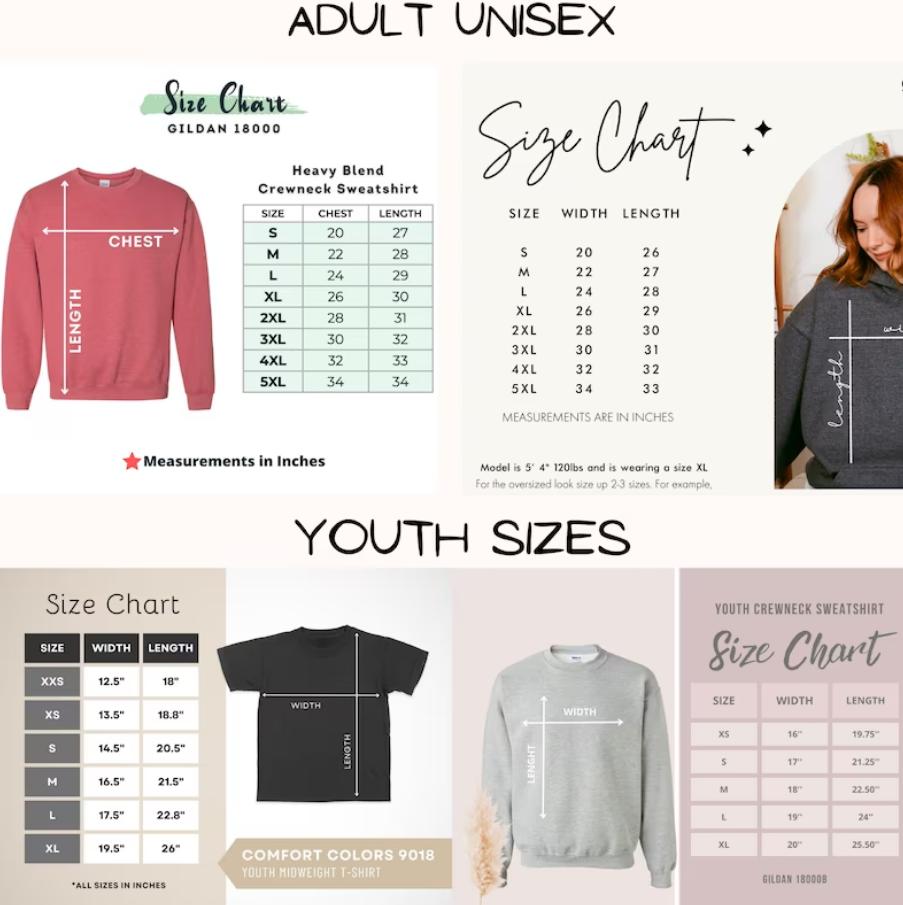 ADULT UNISEX
Size Chart
GILDAN 18000
Heavy Blend
Crewneck Sweatshirt
SIZE CHEST LENGTH
S 20 27
M 22 28
L 24 29
XL 26 30
2XL 28 31
3XL 30 32
4XL 32 33
5XL 34 34
CHEST
LENGTH
Measurements in Inches
Size Chart
SIZE WIDTH LENGTH
S 20 26
M 22 27
L 24 28
XL 26 29
2XL 28 30
3XL 30 31
4XL 32 32
5XL 34 33
MEASUREMENTS ARE IN INCHES
Model is 5' 4" 120lbs and is wearing a size XL
For the oversized look size up 2-3 sizes. For example,
length
YOUTH SIZES
Size Chart
SIZE WIDTH LENGTH
XXS 12.5" 18"
XS 13.5" 18.8"
S 14.5" 20.5"
M 16.5" 21.5"
L 17.5" 22.8"
XL 19.5" 26"
*ALL SIZES IN INCHES
WIDTH
LENGTH
COMFORT COLORS 9018
YOUTH MIDWEIGHT T-SHIRT
WIDTH
LENGHT
YOUTH CREWNECK SWEATSHIRT
Size Chart
SIZE WIDTH LENGTH
XS 16" 19.75"
S 17" 21.25"
M 18" 22.50"
L 19" 24"
XL 20" 25.50"
GILDAN 18000B